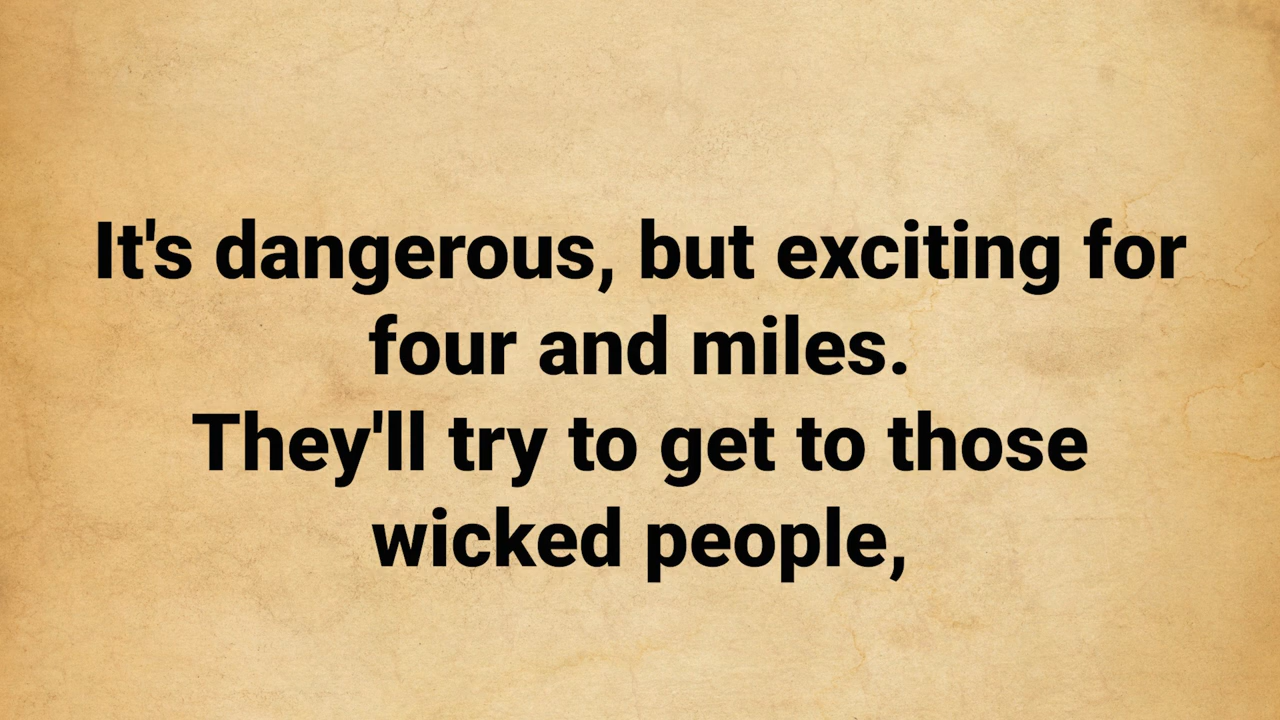 It's dangerous, but exciting for
four and miles.
They'll try to get to those
wicked people,